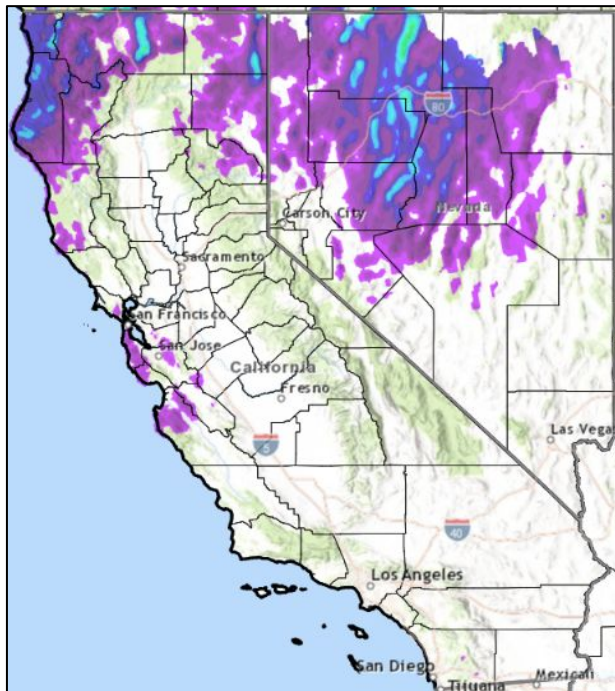 80
Carson City
Nevada
Sacramento
San Francisco
San Jose
California
Fresno
5
Las Vegas
40
Los Angeles
San Diego
Tijuana
Mexicali